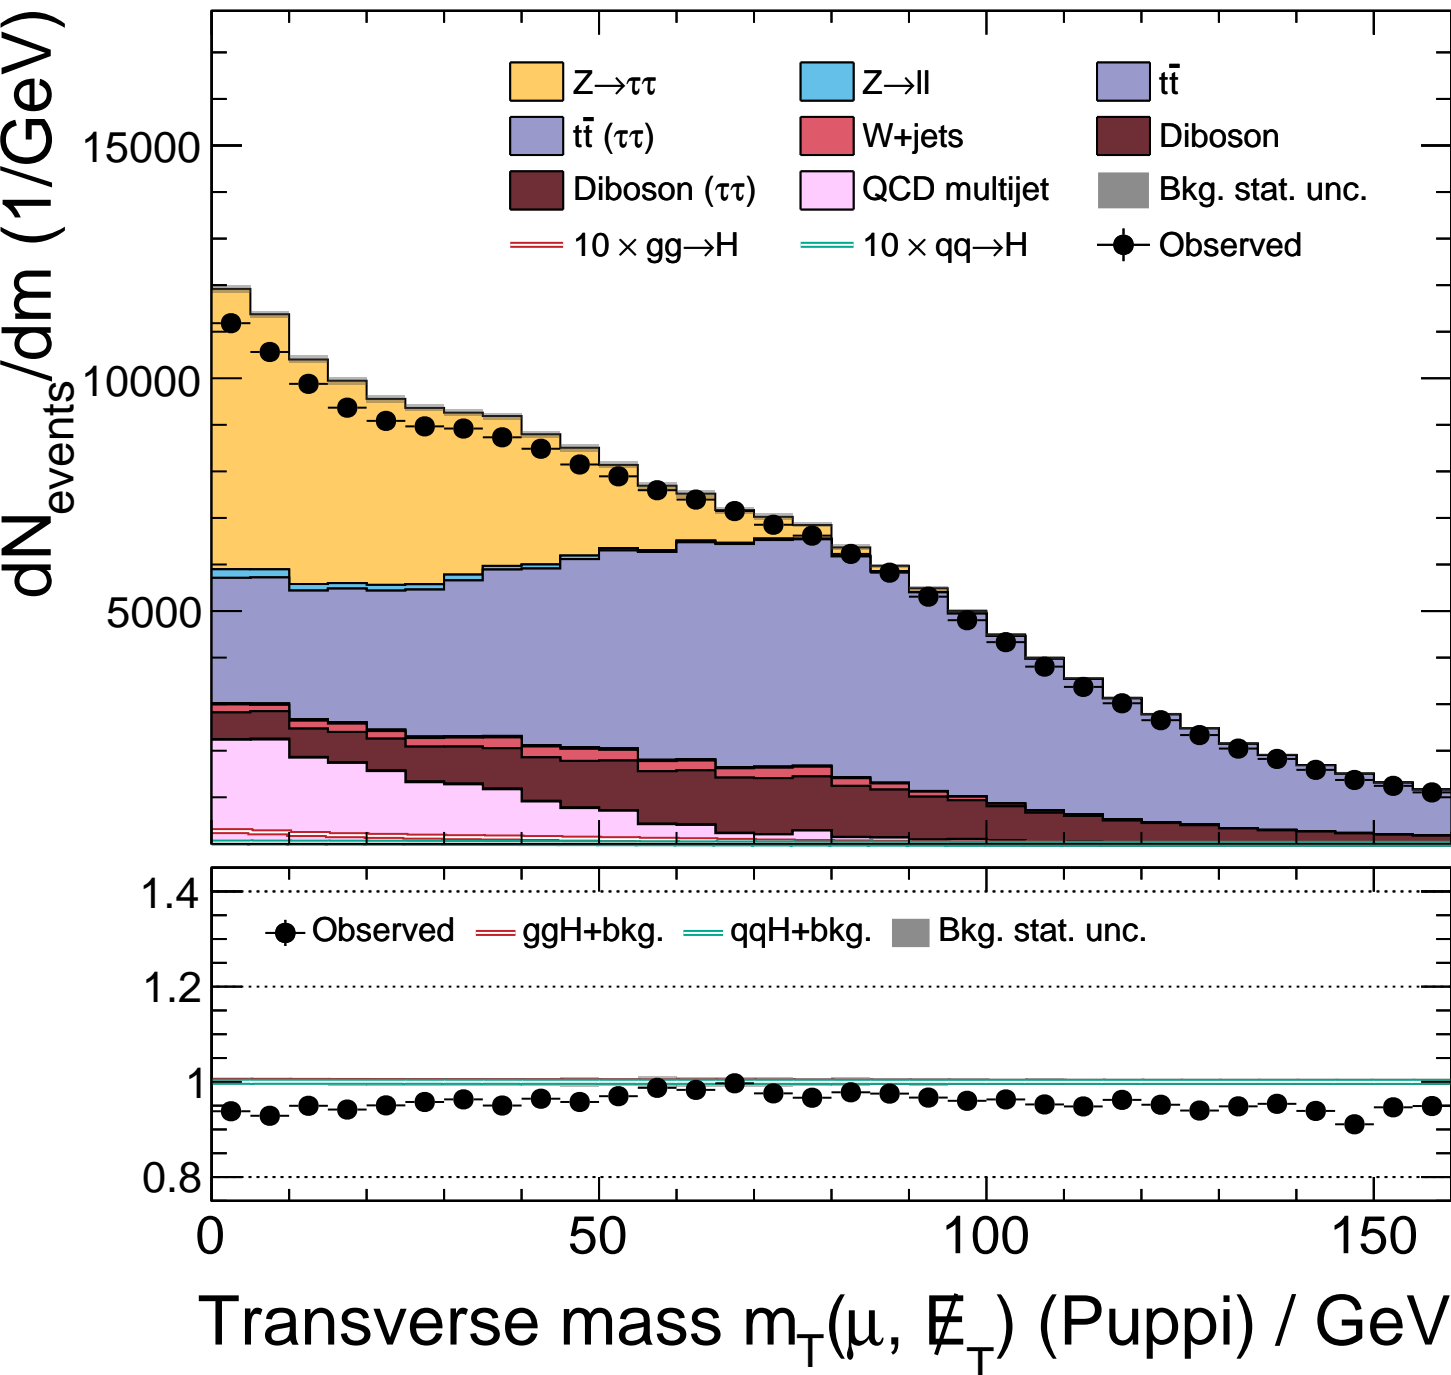 dN_events/dm (1/GeV)
Z→ττ Z→ll tt̄
tt̄ (ττ) W+jets Diboson
Diboson (ττ) QCD multijet Bkg. stat. unc.
10 × gg→H 10 × qq→H Observed
15000
10000
5000
Observed ggH+bkg. qqH+bkg. Bkg. stat. unc.
1.4
1.2
1
0.8
0 50 100 150
Transverse mass m_T(μ, E̸_T) (Puppi) / GeV